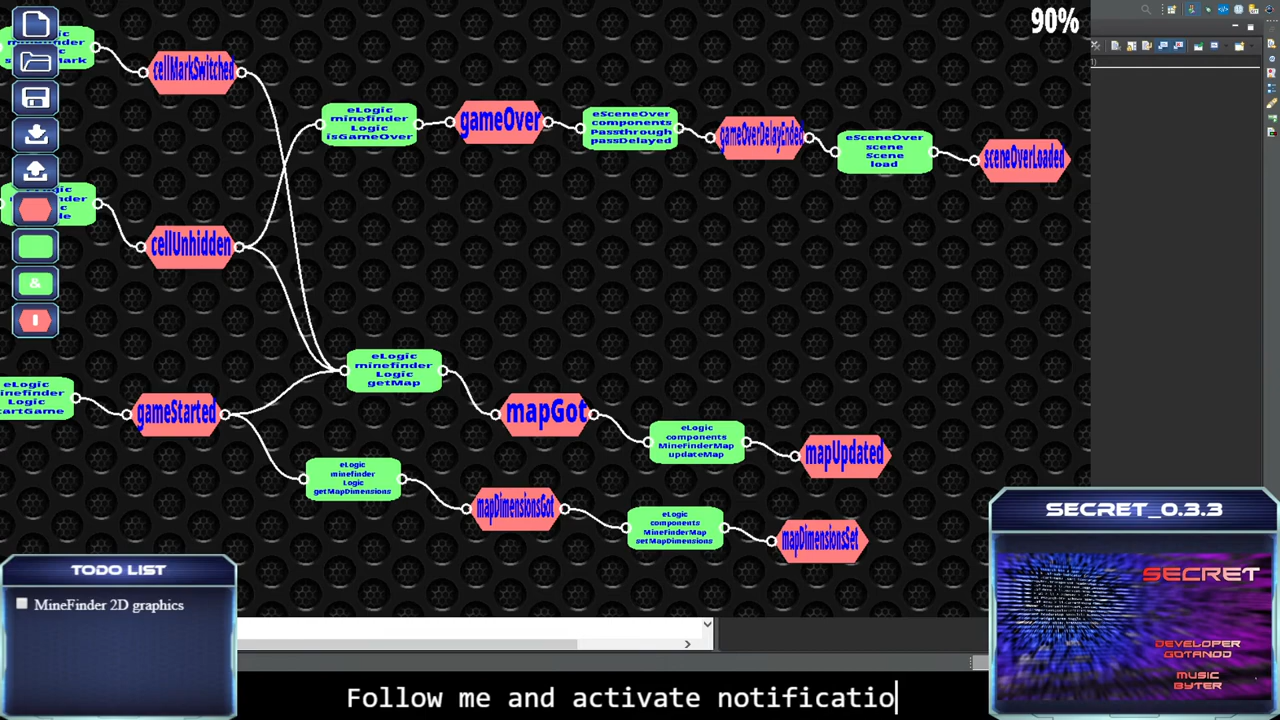 90%
cellMarkSwitched
eLogic
minefinder
Logic
isGameOver
gameOver
eSceneOver
components
Passthrough
passDelayed
gameOverDelayEnded
eSceneOver
scene
Scene
load
sceneOverLoaded
cellUnhidden
&
eLogic
minefinder
Logic
getMap
mapGot
eLogic
components
MineFinderMap
updateMap
mapUpdated
gameStarted
eLogic
minefinder
Logic
getMapDimensions
mapDimensionsGot
eLogic
components
MineFinderMap
setMapDimensions
mapDimensionsSet
TODO LIST
MineFinder 2D graphics
SECRET_0.3.3
SECRET
DEVELOPER
GOTANOD
MUSIC
BYTER
Follow me and activate notificatio